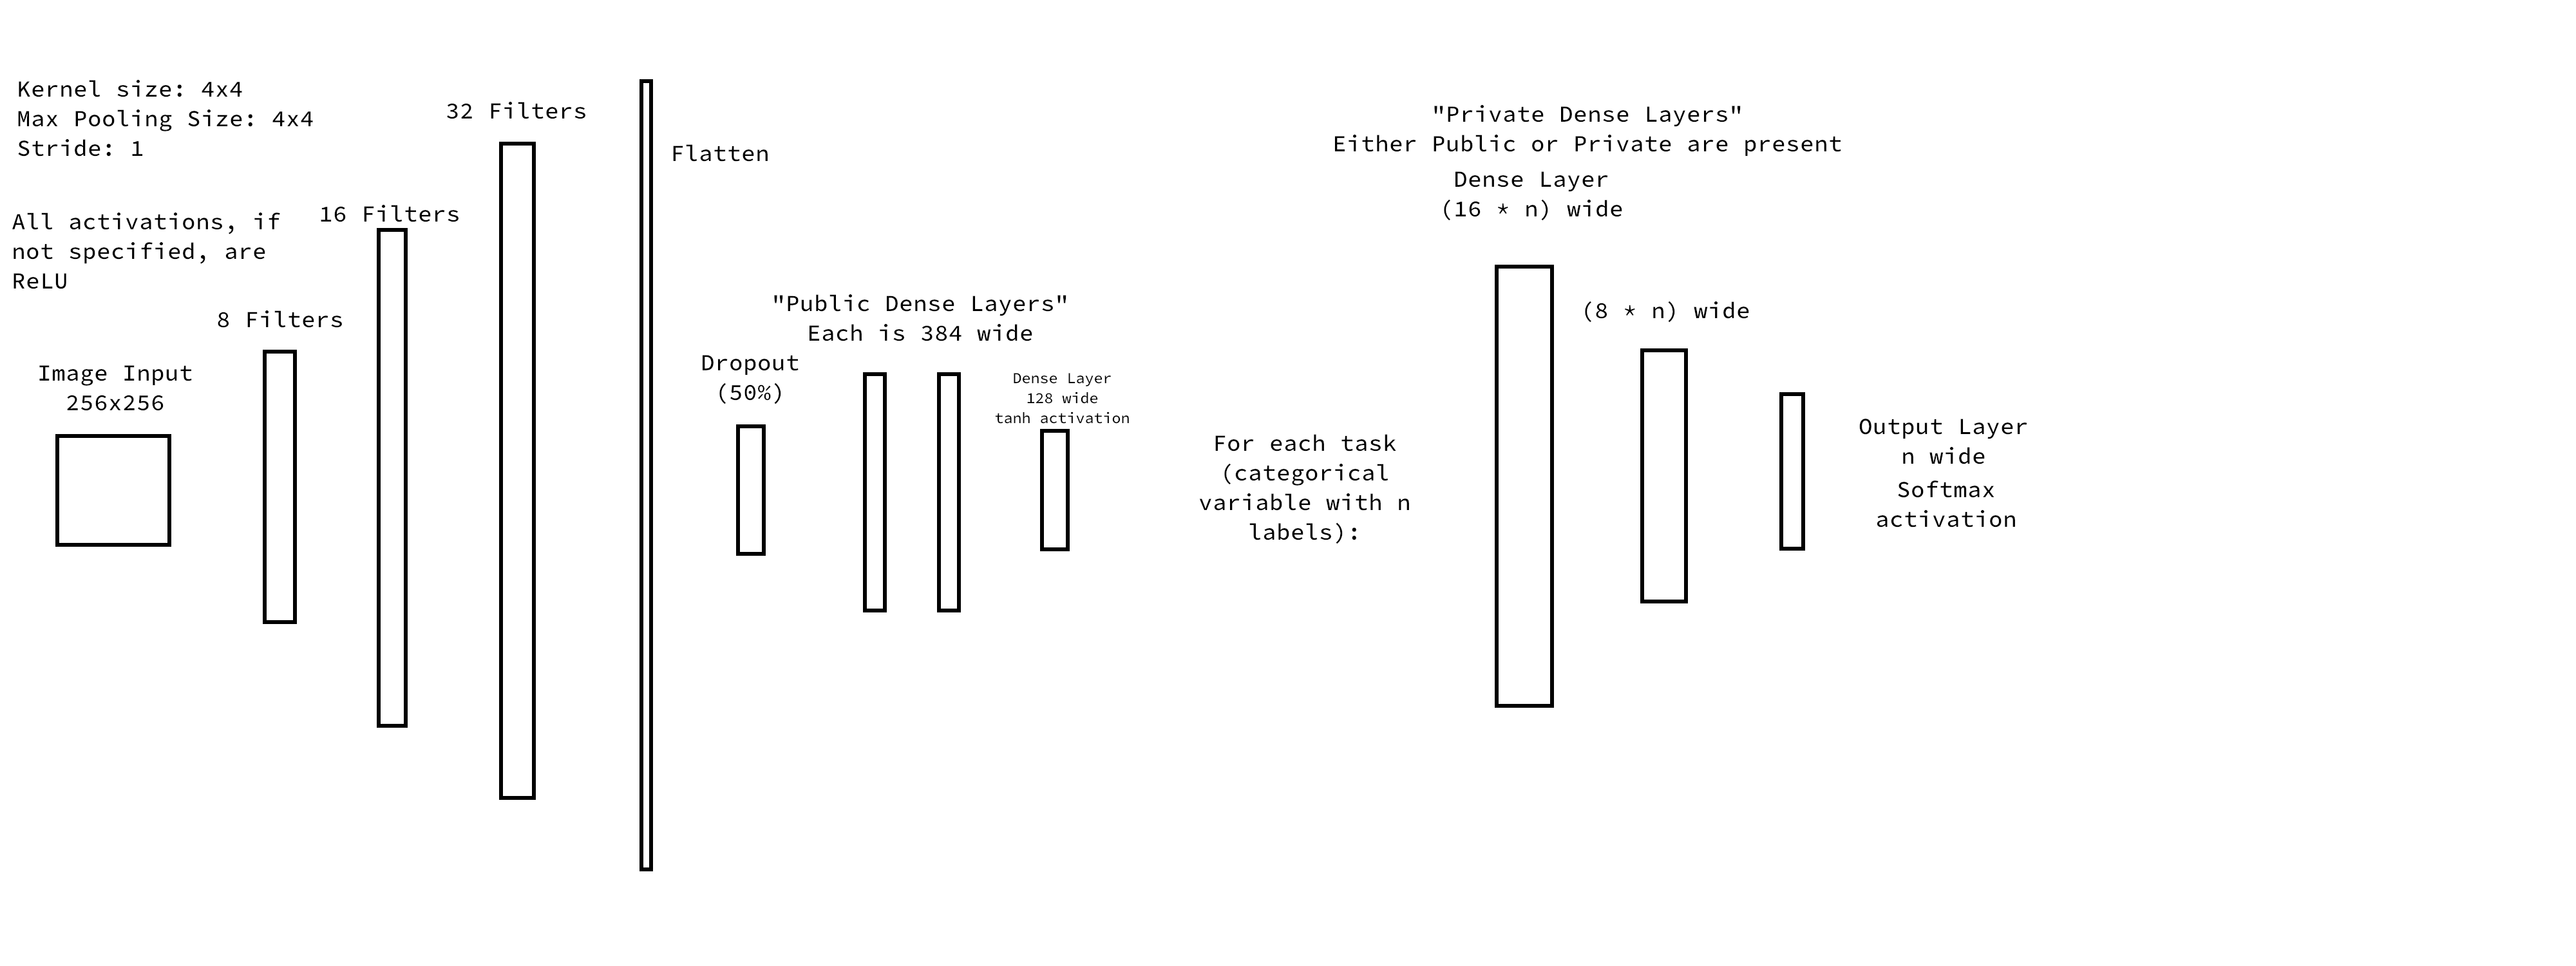 Kernel size: 4x4
Max Pooling Size: 4x4
Stride: 1
All activations, if
not specified, are
ReLU
Image Input
256x256
8 Filters
16 Filters
32 Filters
Flatten
Dropout
(50%)
"Public Dense Layers"
Each is 384 wide
Dense Layer
128 wide
tanh activation
For each task
(categorical
variable with n
labels):
"Private Dense Layers"
Either Public or Private are present
Dense Layer
(16 * n) wide
(8 * n) wide
Output Layer
n wide
Softmax
activation